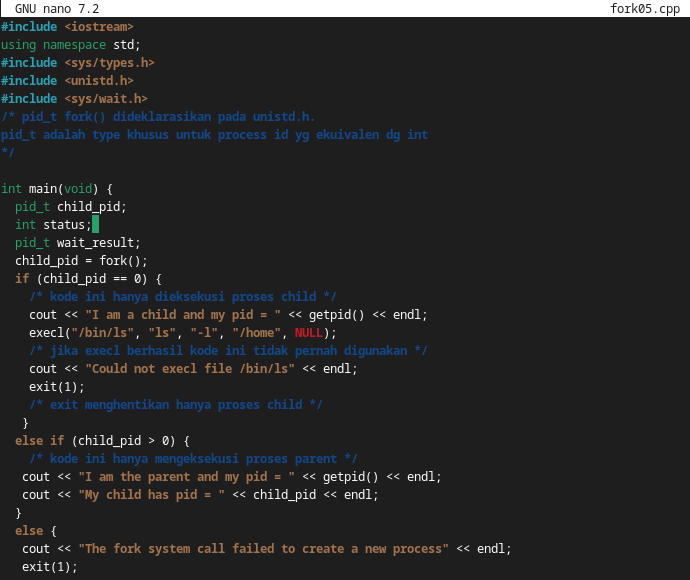 GNU nano 7.2 fork05.cpp
#include <iostream>
using namespace std;
#include <sys/types.h>
#include <unistd.h>
#include <sys/wait.h>
/* pid_t fork() dideklarasikan pada unistd.h.
pid_t adalah type khusus untuk process id yg ekuivalen dg int
*/

int main(void) {
  pid_t child_pid;
  int status;
  pid_t wait_result;
  child_pid = fork();
  if (child_pid == 0) {
    /* kode ini hanya dieksekusi proses child */
    cout << "I am a child and my pid = " << getpid() << endl;
    execl("/bin/ls", "ls", "-l", "/home", NULL);
    /* jika execl berhasil kode ini tidak pernah digunakan */
    cout << "Could not execl file /bin/ls" << endl;
    exit(1);
    /* exit menghentikan hanya proses child */
   }
  else if (child_pid > 0) {
    /* kode ini hanya mengeksekusi proses parent */
   cout << "I am the parent and my pid = " << getpid() << endl;
   cout << "My child has pid = " << child_pid << endl;
  }
  else {
   cout << "The fork system call failed to create a new process" << endl;
   exit(1);